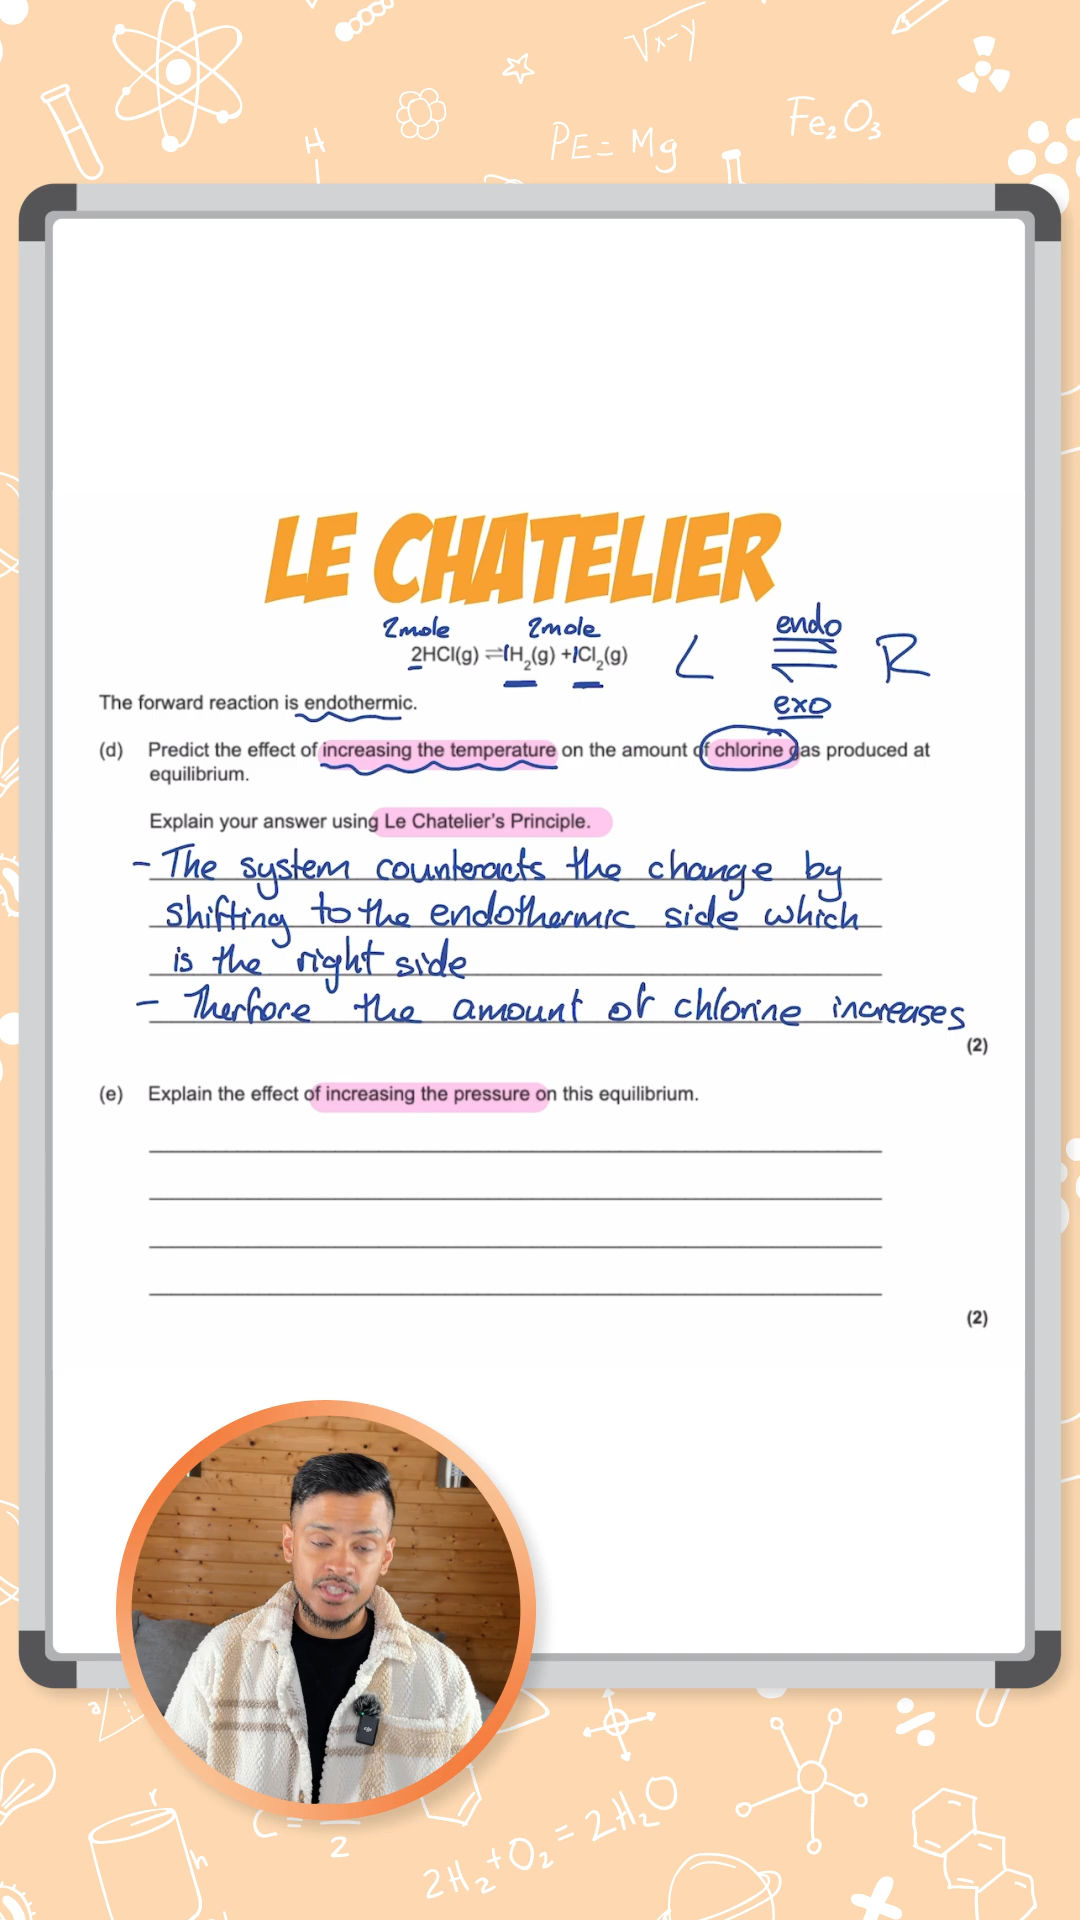 √x-y
Fe₂O₃
H
PE = Mg
LE CHATELIER
2mole 2mole
2HCl(g) ⇌ 1H₂(g) + 1Cl₂(g)
endo
L R
exo
The forward reaction is endothermic.
(d) Predict the effect of increasing the temperature on the amount of chlorine gas produced at
equilibrium.
Explain your answer using Le Chatelier's Principle.
- The system counteracts the change by
shifting to the endothermic side which
is the right side
- Therfore the amount of chlorine increases
(2)
(e) Explain the effect of increasing the pressure on this equilibrium.
(2)
a
r
h
C =
2
2H₂+O₂=2H₂O